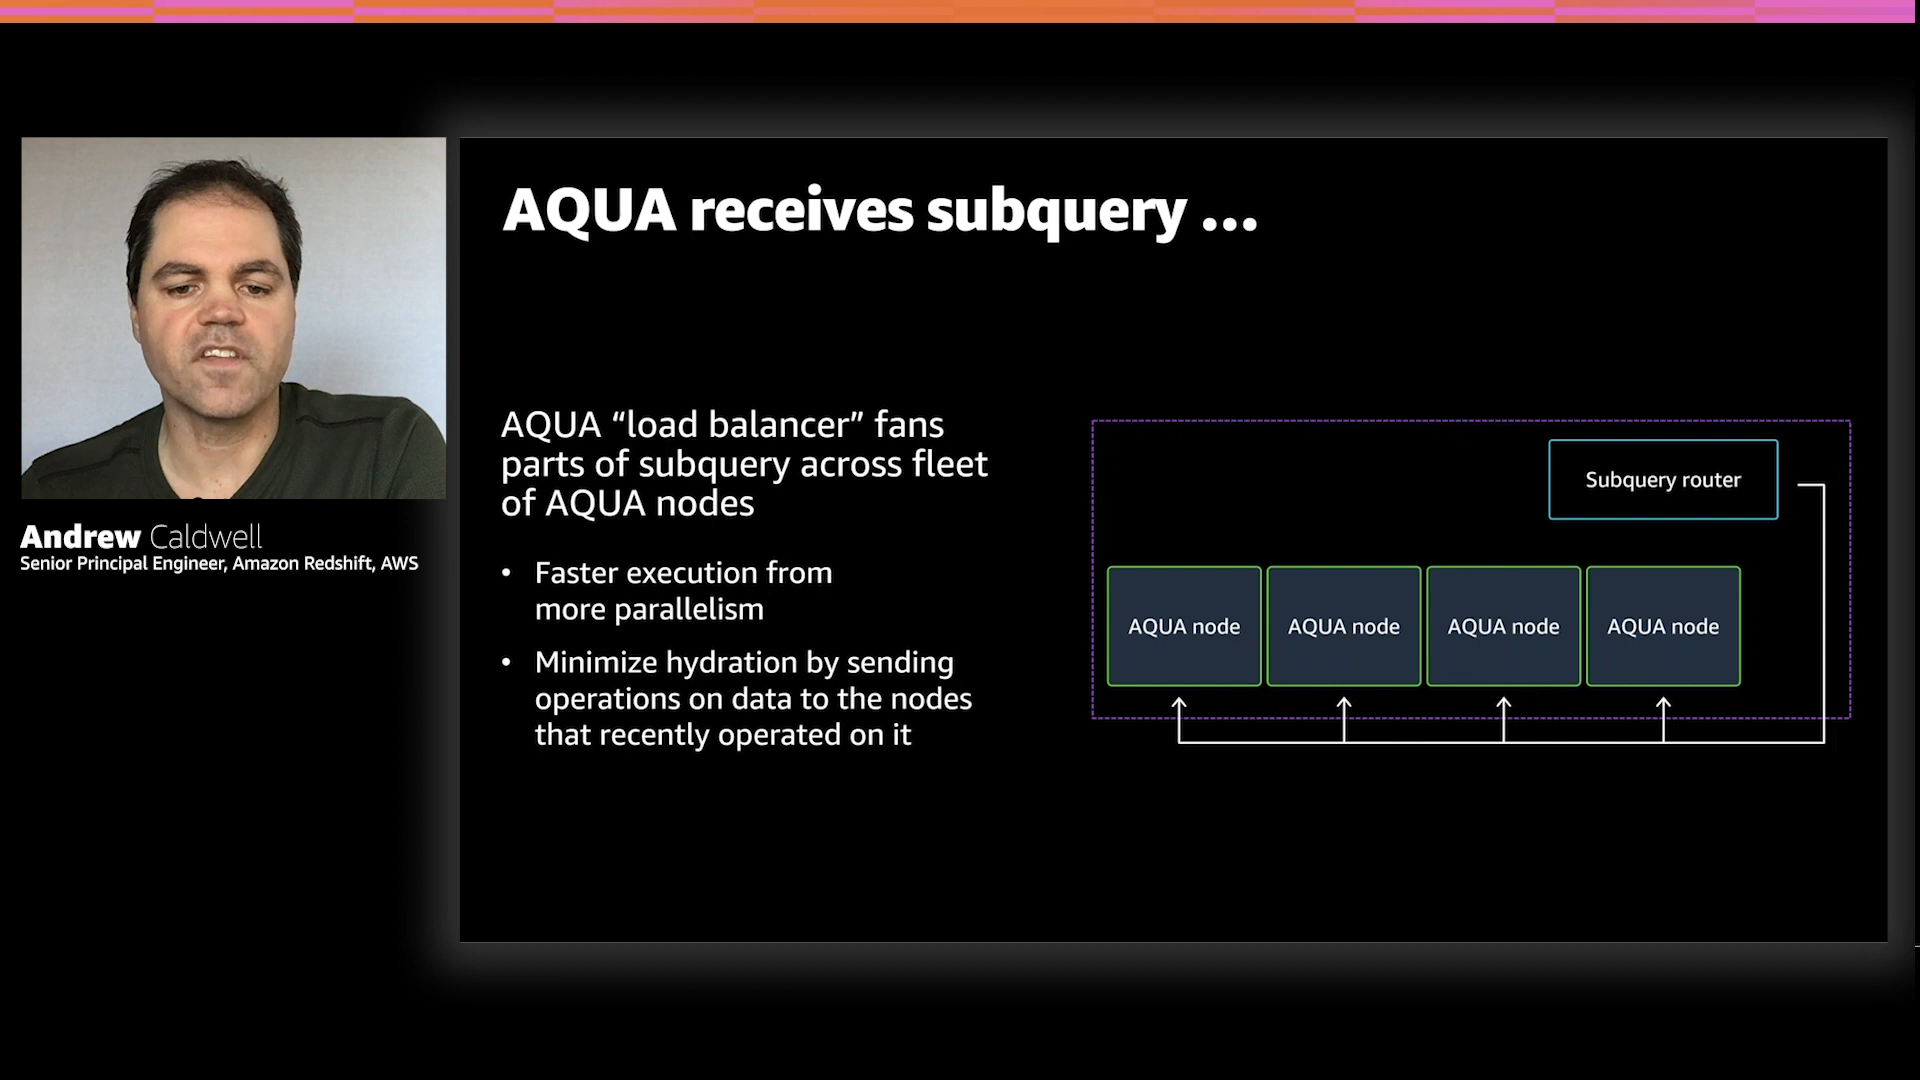 AQUA receives subquery ...
AQUA “load balancer” fans
parts of subquery across fleet
of AQUA nodes
• Faster execution from
more parallelism
• Minimize hydration by sending
operations on data to the nodes
that recently operated on it
Subquery router
AQUA node
AQUA node
AQUA node
AQUA node
Andrew Caldwell
Senior Principal Engineer, Amazon Redshift, AWS